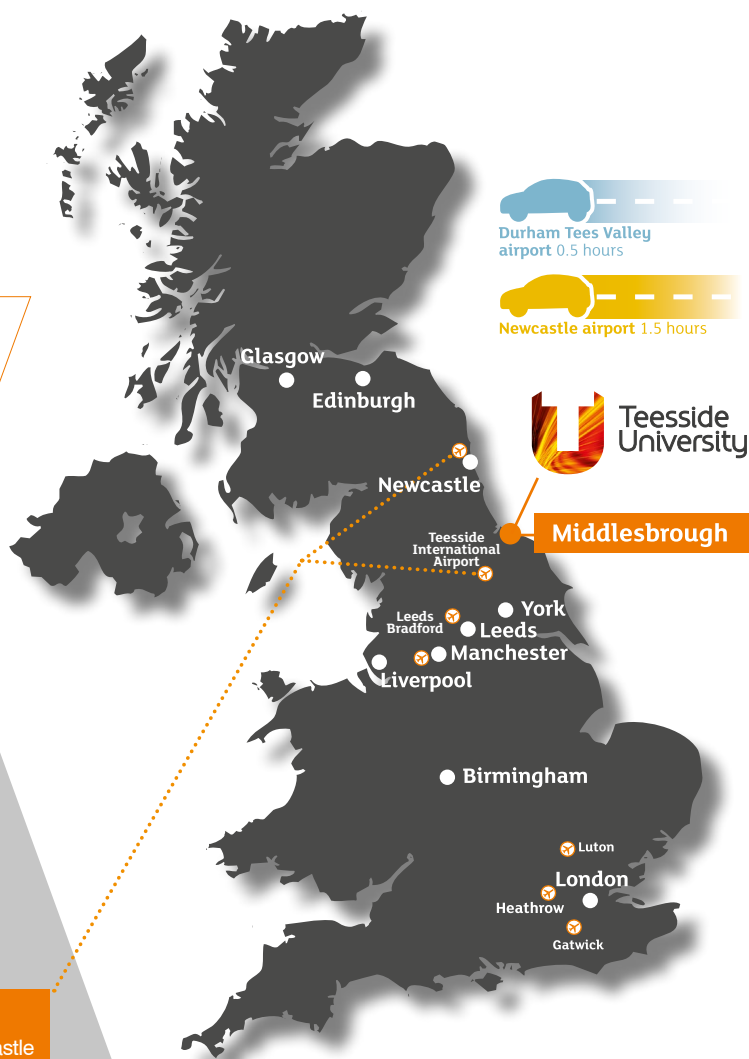 Durham Tees Valley
airport 0.5 hours
Newcastle airport 1.5 hours
Glasgow
Edinburgh
Teesside
University
Newcastle
Middlesbrough
Teesside
International
Airport
York
Leeds
Bradford
Leeds
Manchester
Liverpool
Birmingham
Luton
London
Heathrow
Gatwick
astle